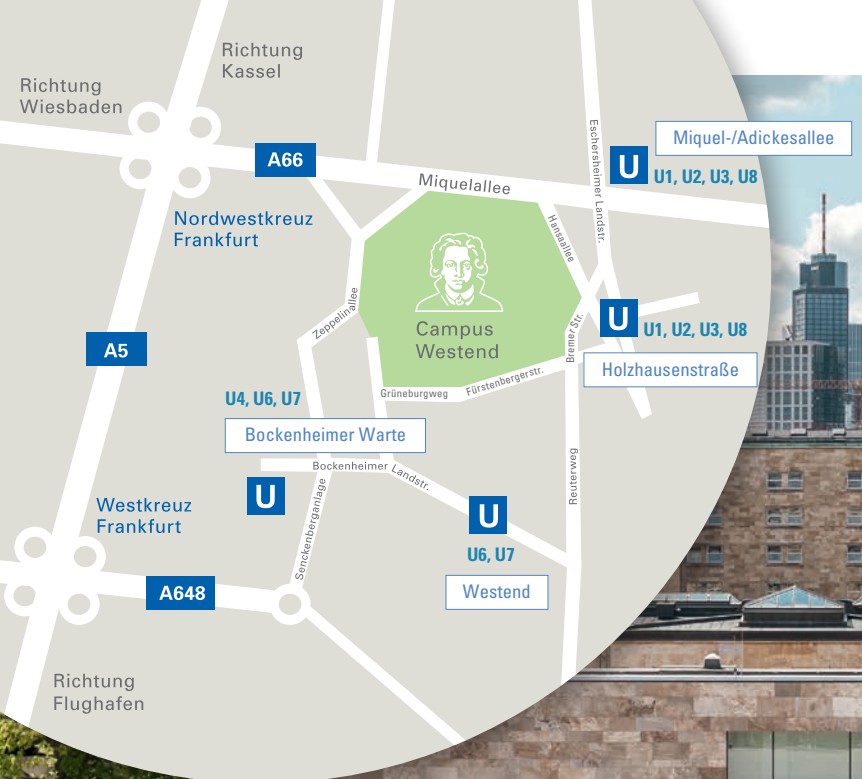 Richtung
Kassel
Richtung
Wiesbaden
A66
Miquelallee
Eschersheimer Landstr.
U
Miquel-/Adickesallee
U1, U2, U3, U8
Nordwestkreuz
Frankfurt
Hansaallee
Zeppelinallee
Campus
Westend
A5
U
U1, U2, U3, U8
Holzhausenstraße
Bremer Str.
Grüneburgweg
Fürstenbergerstr.
U4, U6, U7
Bockenheimer Warte
Bockenheimer Landstr.
U
Reuterweg
Senckenberganlage
U
U6, U7
Westend
Westkreuz
Frankfurt
A648
Richtung
Flughafen